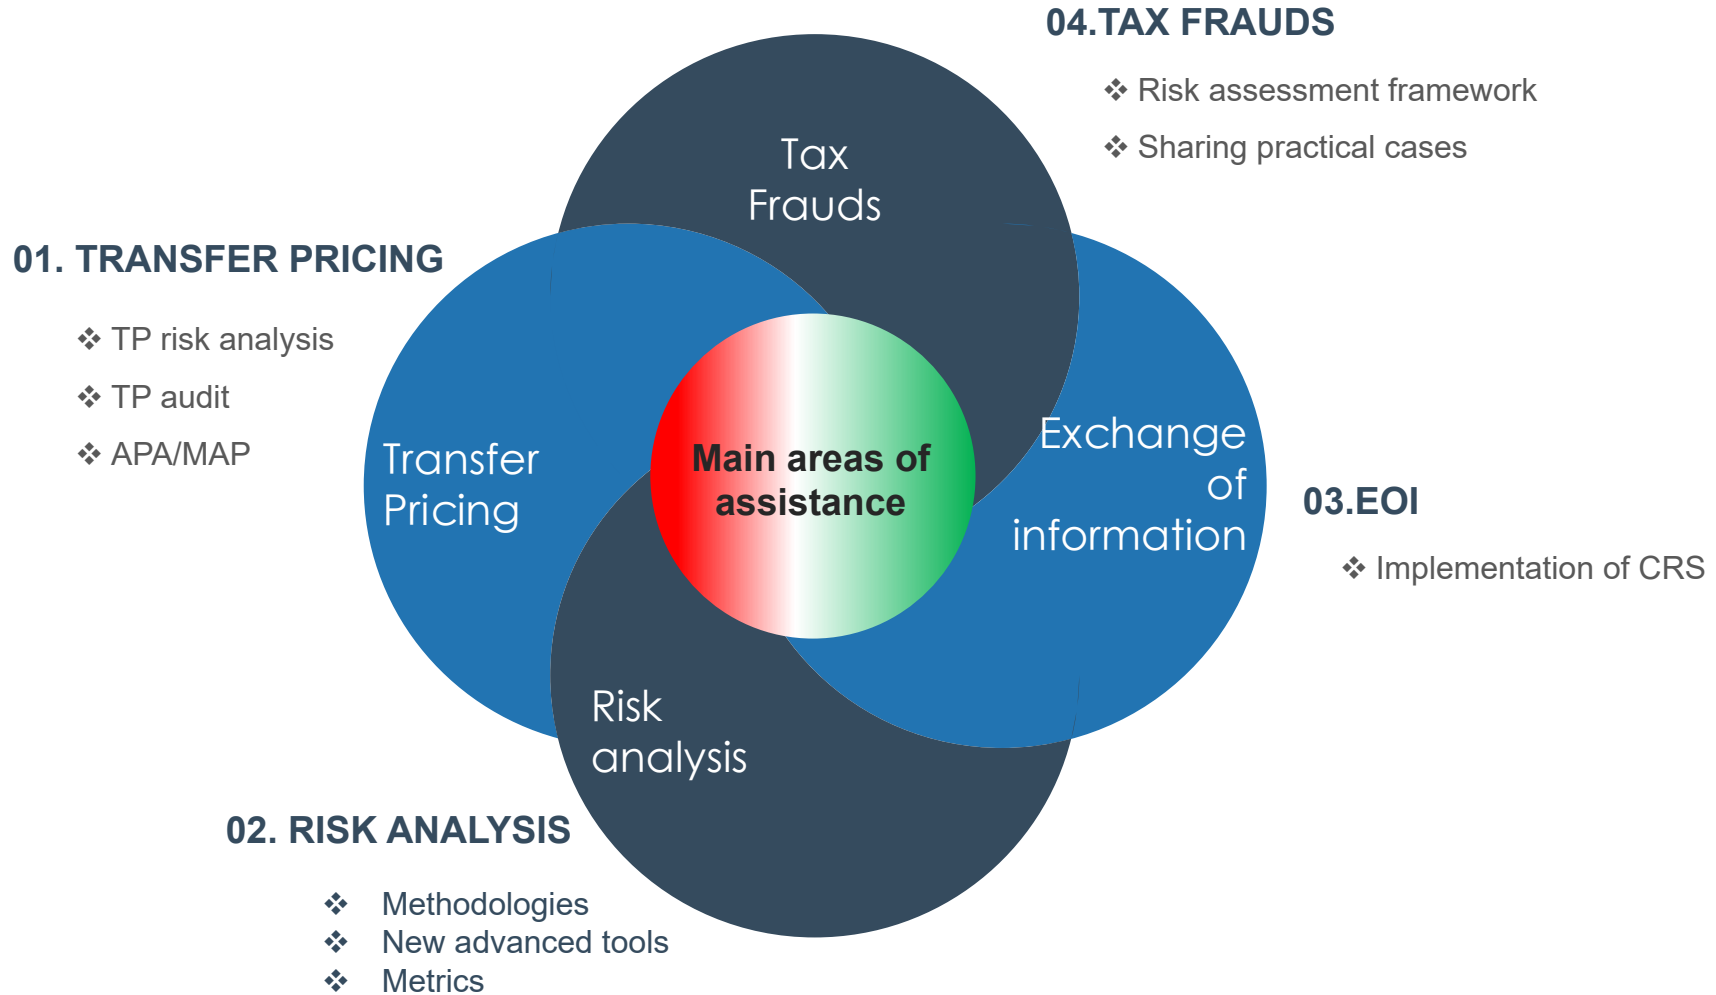 04.TAX FRAUDS
❖ Risk assessment framework
❖ Sharing practical cases
Tax
Frauds
01. TRANSFER PRICING
❖ TP risk analysis
❖ TP audit
❖ APA/MAP
Transfer
Pricing
Main areas of
assistance
Exchange
of
information
03.EOI
❖ Implementation of CRS
Risk
analysis
02. RISK ANALYSIS
❖ Methodologies
❖ New advanced tools
❖ Metrics